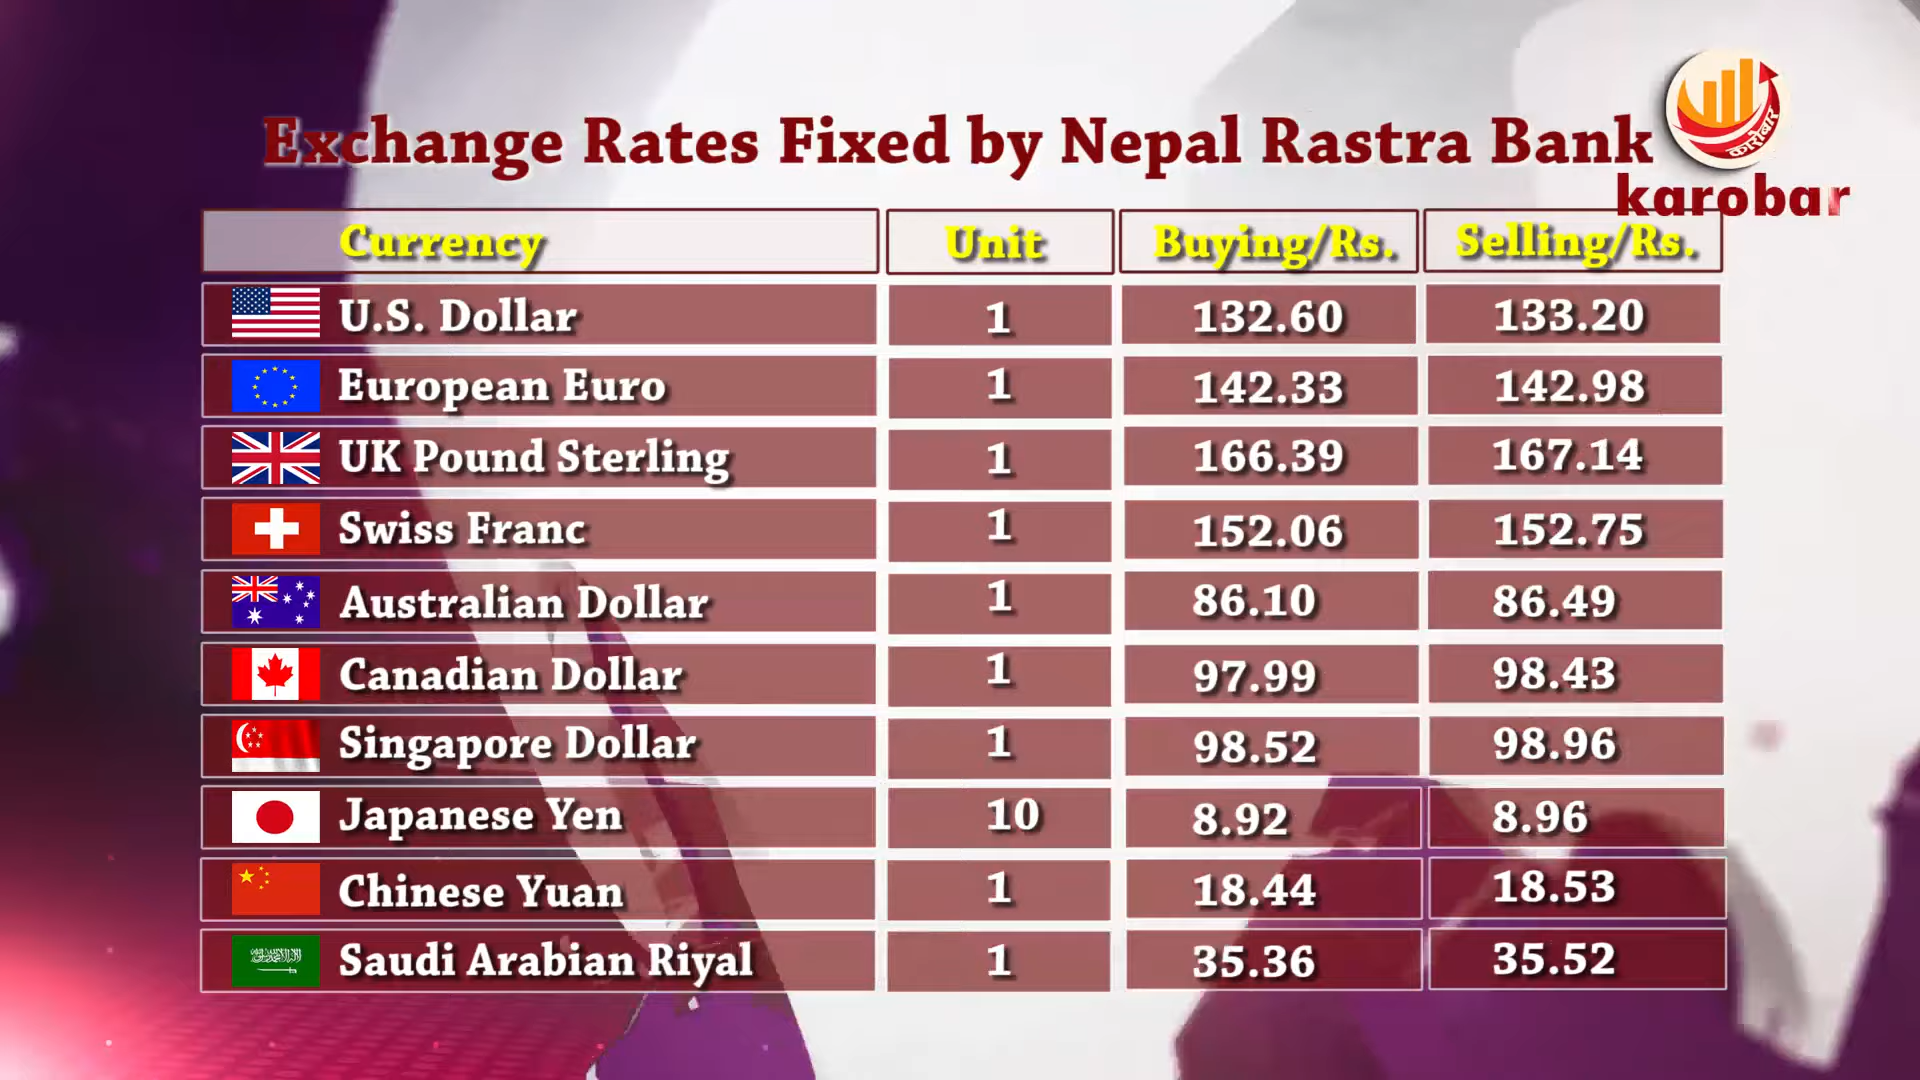 Exchange Rates Fixed by Nepal Rastra Bank
कारोबार
karobar
Currency Unit Buying/Rs. Selling/Rs.
U.S. Dollar 1 132.60 133.20
European Euro 1 142.33 142.98
UK Pound Sterling 1 166.39 167.14
Swiss Franc 1 152.06 152.75
Australian Dollar 1 86.10 86.49
Canadian Dollar 1 97.99 98.43
Singapore Dollar 1 98.52 98.96
Japanese Yen 10 8.92 8.96
Chinese Yuan 1 18.44 18.53
Saudi Arabian Riyal 1 35.36 35.52